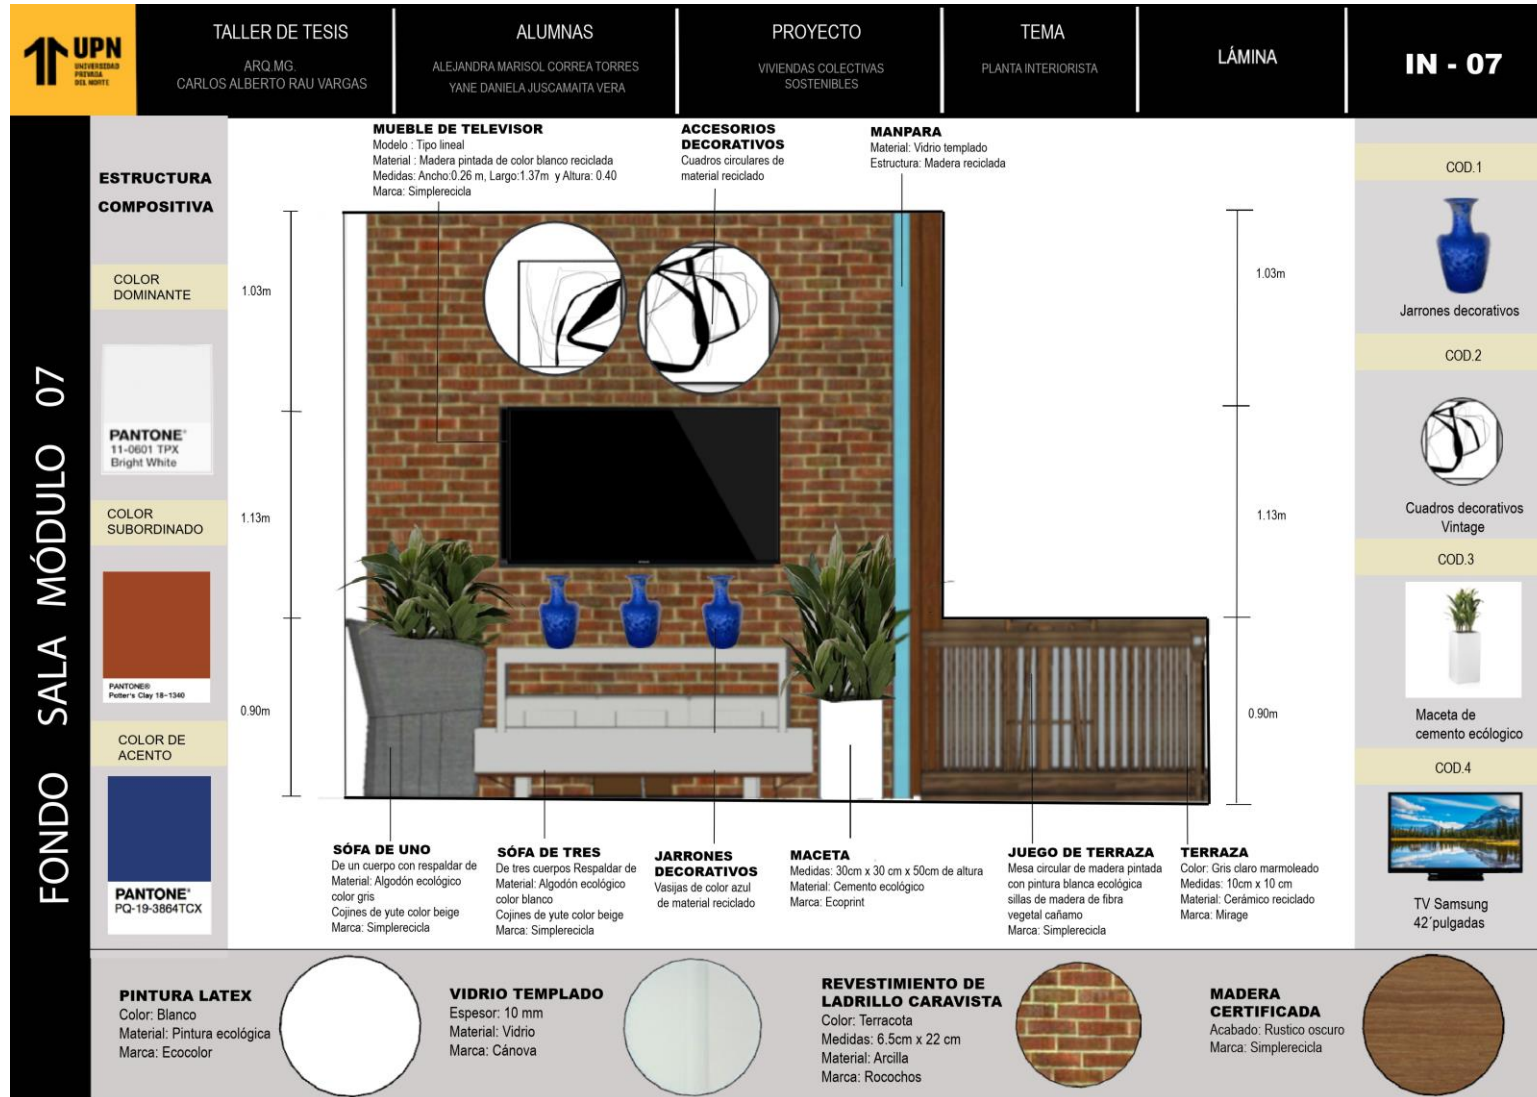 UPN
UNIVERSIDAD
PRIVADA
DEL NORTE
TALLER DE TESIS
ARQ.MG.
CARLOS ALBERTO RAU VARGAS
ALUMNAS
ALEJANDRA MARISOL CORREA TORRES
YANE DANIELA JUSCAMAITA VERA
PROYECTO
VIVIENDAS COLECTIVAS
SOSTENIBLES
TEMA
PLANTA INTERIORISTA
LÁMINA
IN - 07
FONDO SALA MÓDULO 07
ESTRUCTURA
COMPOSITIVA
COLOR
DOMINANTE
PANTONE®
11-0601 TPX
Bright White
COLOR
SUBORDINADO
PANTONE®
Potter's Clay 18-1340
COLOR DE
ACENTO
PANTONE®
PQ-19-3864TCX
MUEBLE DE TELEVISOR
Modelo : Tipo lineal
Material : Madera pintada de color blanco reciclada
Medidas: Ancho:0.26 m, Largo:1.37m y Altura: 0.40
Marca: Simplerecicla
ACCESORIOS
DECORATIVOS
Cuadros circulares de
material reciclado
MANPARA
Material: Vidrio templado
Estructura: Madera reciclada
1.03m
1.13m
0.90m
1.03m
1.13m
0.90m
SÓFA DE UNO
De un cuerpo con respaldar de
Material: Algodón ecológico
color gris
Cojines de yute color beige
Marca: Simplerecicla
SÓFA DE TRES
De tres cuerpos Respaldar de
Material: Algodón ecológico
color blanco
Cojines de yute color beige
Marca: Simplerecicla
JARRONES
DECORATIVOS
Vasijas de color azul
de material reciclado
MACETA
Medidas: 30cm x 30 cm x 50cm de altura
Material: Cemento ecológico
Marca: Ecoprint
JUEGO DE TERRAZA
Mesa circular de madera pintada
con pintura blanca ecológica
sillas de madera de fibra
vegetal cañamo
Marca: Simplerecicla
TERRAZA
Color: Gris claro marmoleado
Medidas: 10cm x 10 cm
Material: Cerámico reciclado
Marca: Mirage
COD.1
Jarrones decorativos
COD.2
Cuadros decorativos
Vintage
COD.3
Maceta de
cemento ecólogico
COD.4
TV Samsung
42´pulgadas
PINTURA LATEX
Color: Blanco
Material: Pintura ecológica
Marca: Ecocolor
VIDRIO TEMPLADO
Espesor: 10 mm
Material: Vidrio
Marca: Cánova
REVESTIMIENTO DE
LADRILLO CARAVISTA
Color: Terracota
Medidas: 6.5cm x 22 cm
Material: Arcilla
Marca: Rocochos
MADERA
CERTIFICADA
Acabado: Rustico oscuro
Marca: Simplerecicla